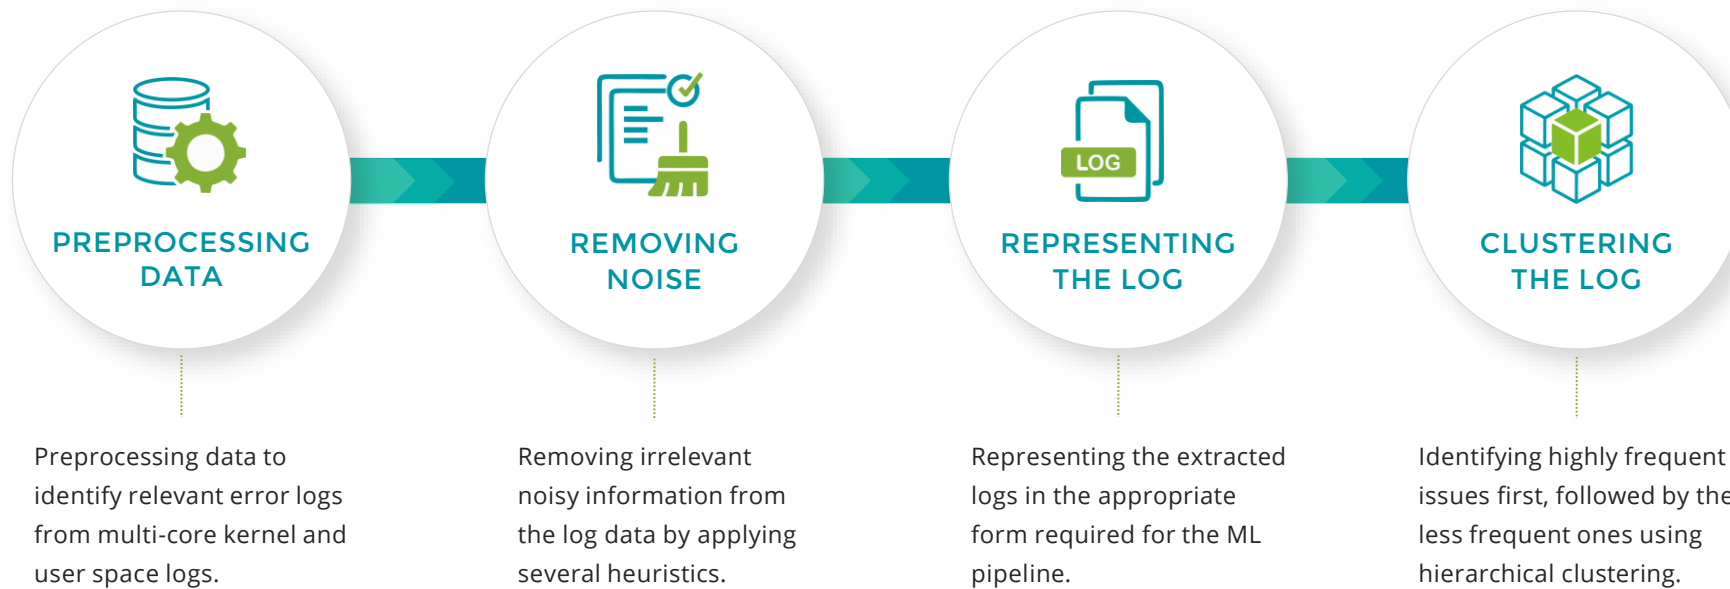 PREPROCESSING
DATA
Preprocessing data to
identify relevant error logs
from multi-core kernel and
user space logs.
REMOVING
NOISE
Removing irrelevant
noisy information from
the log data by applying
several heuristics.
LOG
REPRESENTING
THE LOG
Representing the extracted
logs in the appropriate
form required for the ML
pipeline.
CLUSTERING
THE LOG
Identifying highly frequent
issues first, followed by the
less frequent ones using
hierarchical clustering.